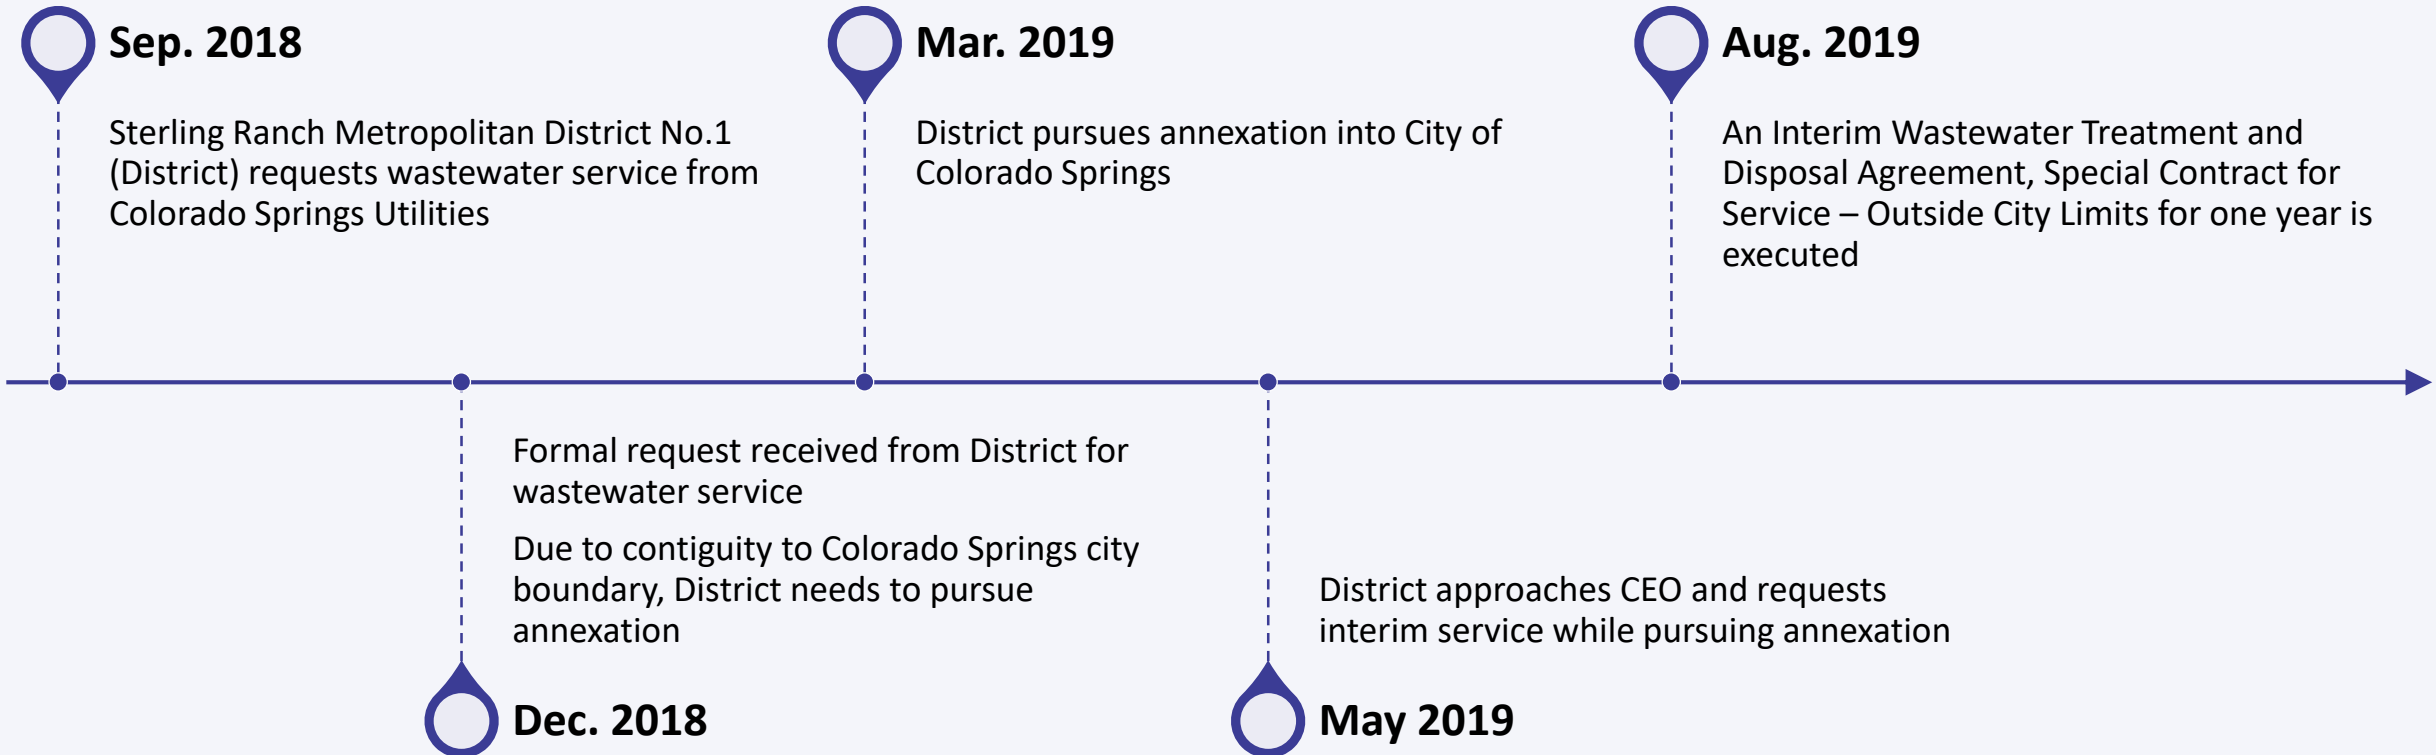 Sep. 2018
Sterling Ranch Metropolitan District No.1
(District) requests wastewater service from
Colorado Springs Utilities
Formal request received from District for
wastewater service
Due to contiguity to Colorado Springs city
boundary, District needs to pursue
annexation
Dec. 2018
Mar. 2019
District pursues annexation into City of
Colorado Springs
District approaches CEO and requests
interim service while pursuing annexation
May 2019
Aug. 2019
An Interim Wastewater Treatment and
Disposal Agreement, Special Contract for
Service – Outside City Limits for one year is
executed